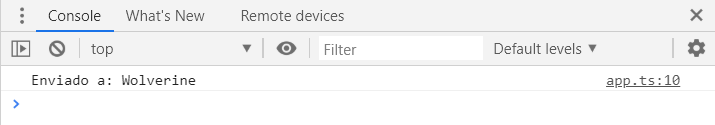 Console What's New Remote devices
top Filter Default levels
Enviado a: Wolverine app.ts:10